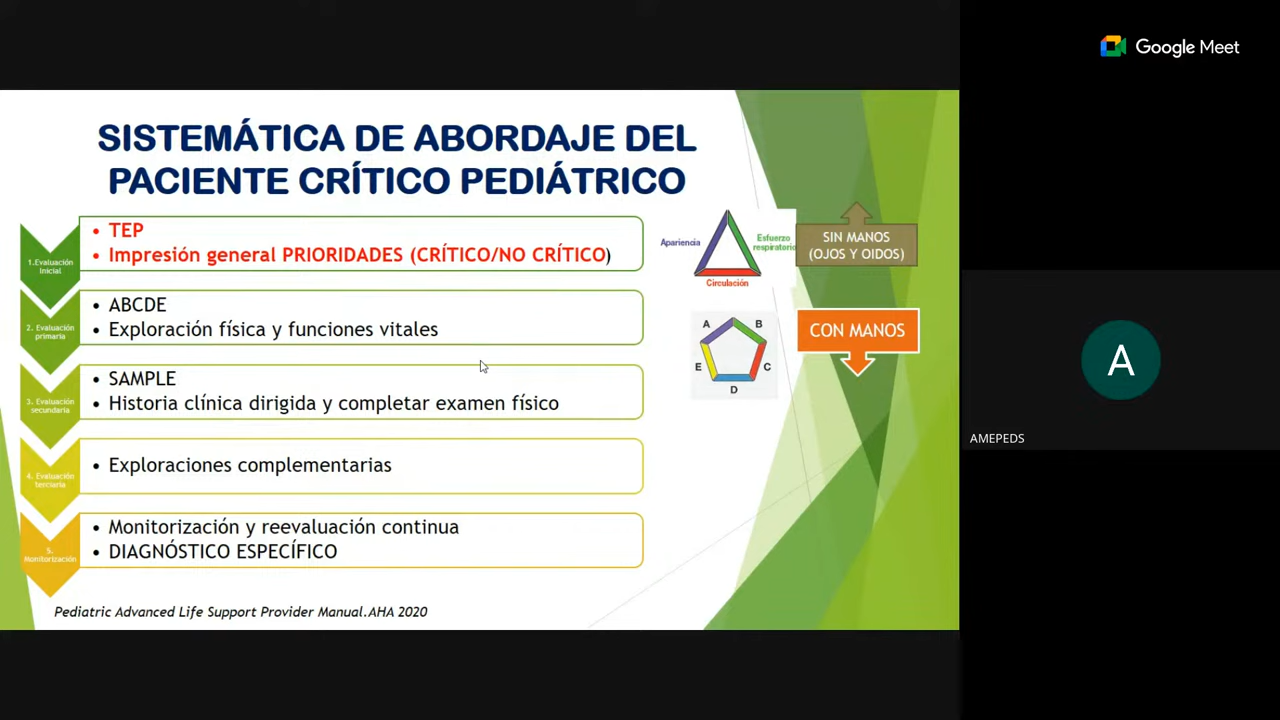 Google Meet
SISTEMÁTICA DE ABORDAJE DEL
PACIENTE CRÍTICO PEDIÁTRICO
1.Evaluación
Inicial
• TEP
• Impresión general PRIORIDADES (CRÍTICO/NO CRÍTICO)
Apariencia
Esfuerzo
respiratorio
Circulación
SIN MANOS
(OJOS Y OIDOS)
2. Evaluación
primaria
• ABCDE
• Exploración física y funciones vitales
A
B
C
D
E
CON MANOS
3. Evaluación
secundaria
• SAMPLE
• Historia clínica dirigida y completar examen físico
4. Evaluación
terciaria
• Exploraciones complementarias
5.
Monitorización
• Monitorización y reevaluación continua
• DIAGNÓSTICO ESPECÍFICO
Pediatric Advanced Life Support Provider Manual.AHA 2020
A
AMEPEDS